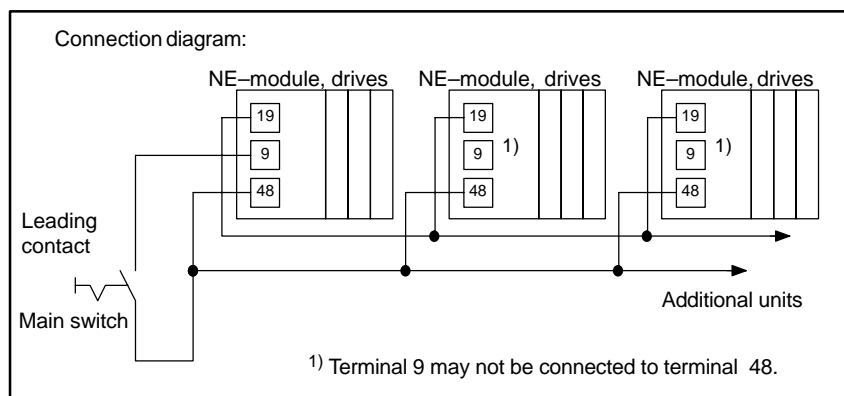 Connection diagram:
NE–module, drives NE–module, drives NE–module, drives
19 19 19
9 9 1) 9 1)
48 48 48
Leading
contact
Main switch
Additional units
1) Terminal 9 may not be connected to terminal 48.